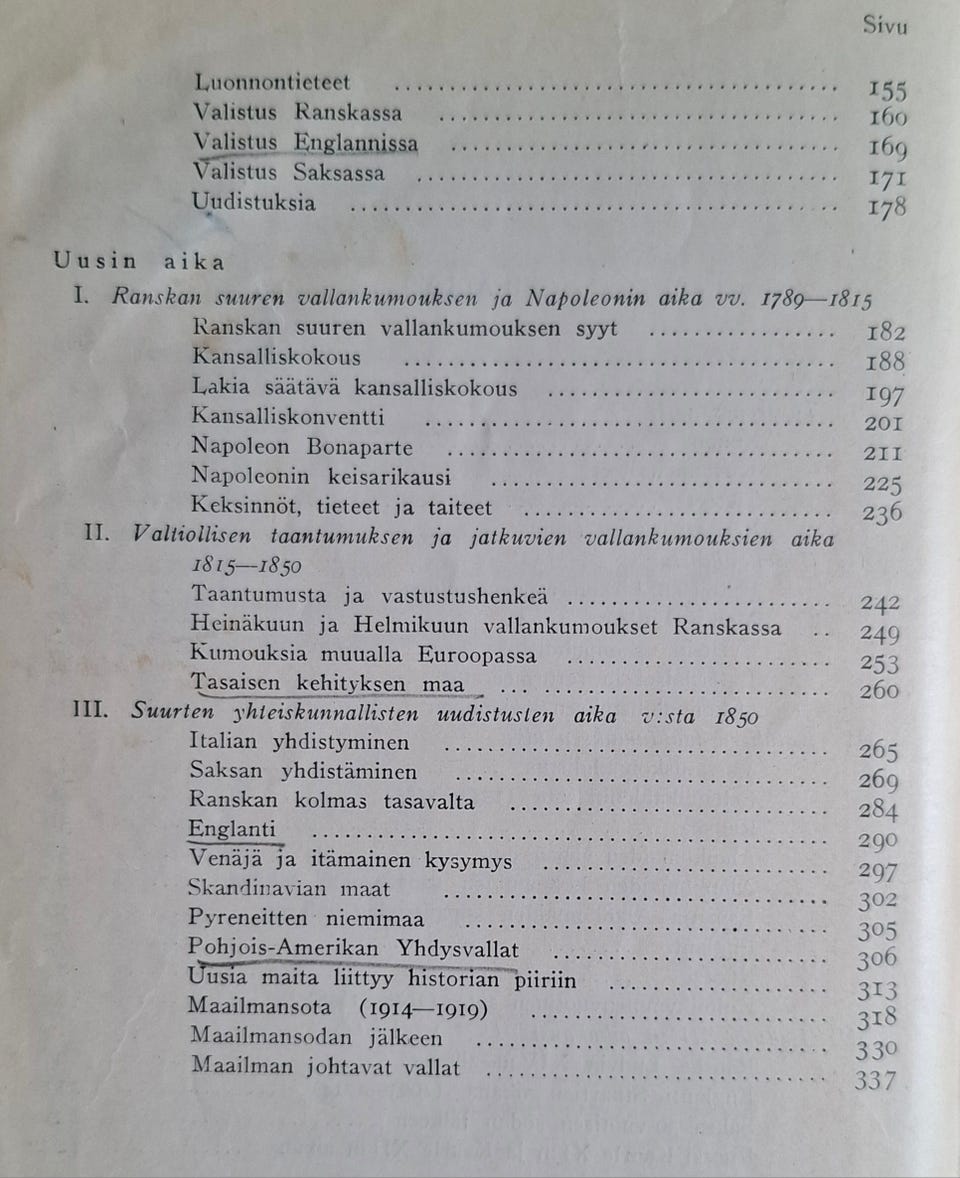 Sivu
Luonnontieteet ........................................ 155
Valistus Ranskassa .................................... 160
Valistus Englannissa .................................. 169
Valistus Saksassa ..................................... 171
Uudistuksia ........................................... 178
Uusin aika
I. Ranskan suuren vallankumouksen ja Napoleonin aika vv. 1789—1815
Ranskan suuren vallankumouksen syyt ................. 182
Kansalliskokous ..................................... 188
Lakia säätävä kansalliskokous ....................... 197
Kansalliskonventti .................................. 201
Napoleon Bonaparte .................................. 211
Napoleonin keisarikausi ............................. 225
Keksinnöt, tieteet ja taiteet ....................... 236
II. Valtiollisen taantumuksen ja jatkuvien vallankumouksien aika
1815—1850
Taantumusta ja vastustushenkeä ...................... 242
Heinäkuun ja Helmikuun vallankumoukset Ranskassa .. 249
Kumouksia muualla Euroopassa ........................ 253
Tasaisen kehityksen maa ... ......................... 260
III. Suurten yhteiskunnallisten uudistusten aika v:sta 1850
Italian yhdistyminen ................................ 265
Saksan yhdistäminen ................................. 269
Ranskan kolmas tasavalta ............................ 284
Englanti ............................................ 290
Venäjä ja itämainen kysymys ......................... 297
Skandinavian maat ................................... 302
Pyreneitten niemimaa ................................ 305
Pohjois-Amerikan Yhdysvallat ........................ 306
Uusia maita liittyy historian piiriin ............... 313
Maailmansota (1914—1919) ............................ 318
Maailmansodan jälkeen ............................... 330
Maailman johtavat vallat ............................ 337